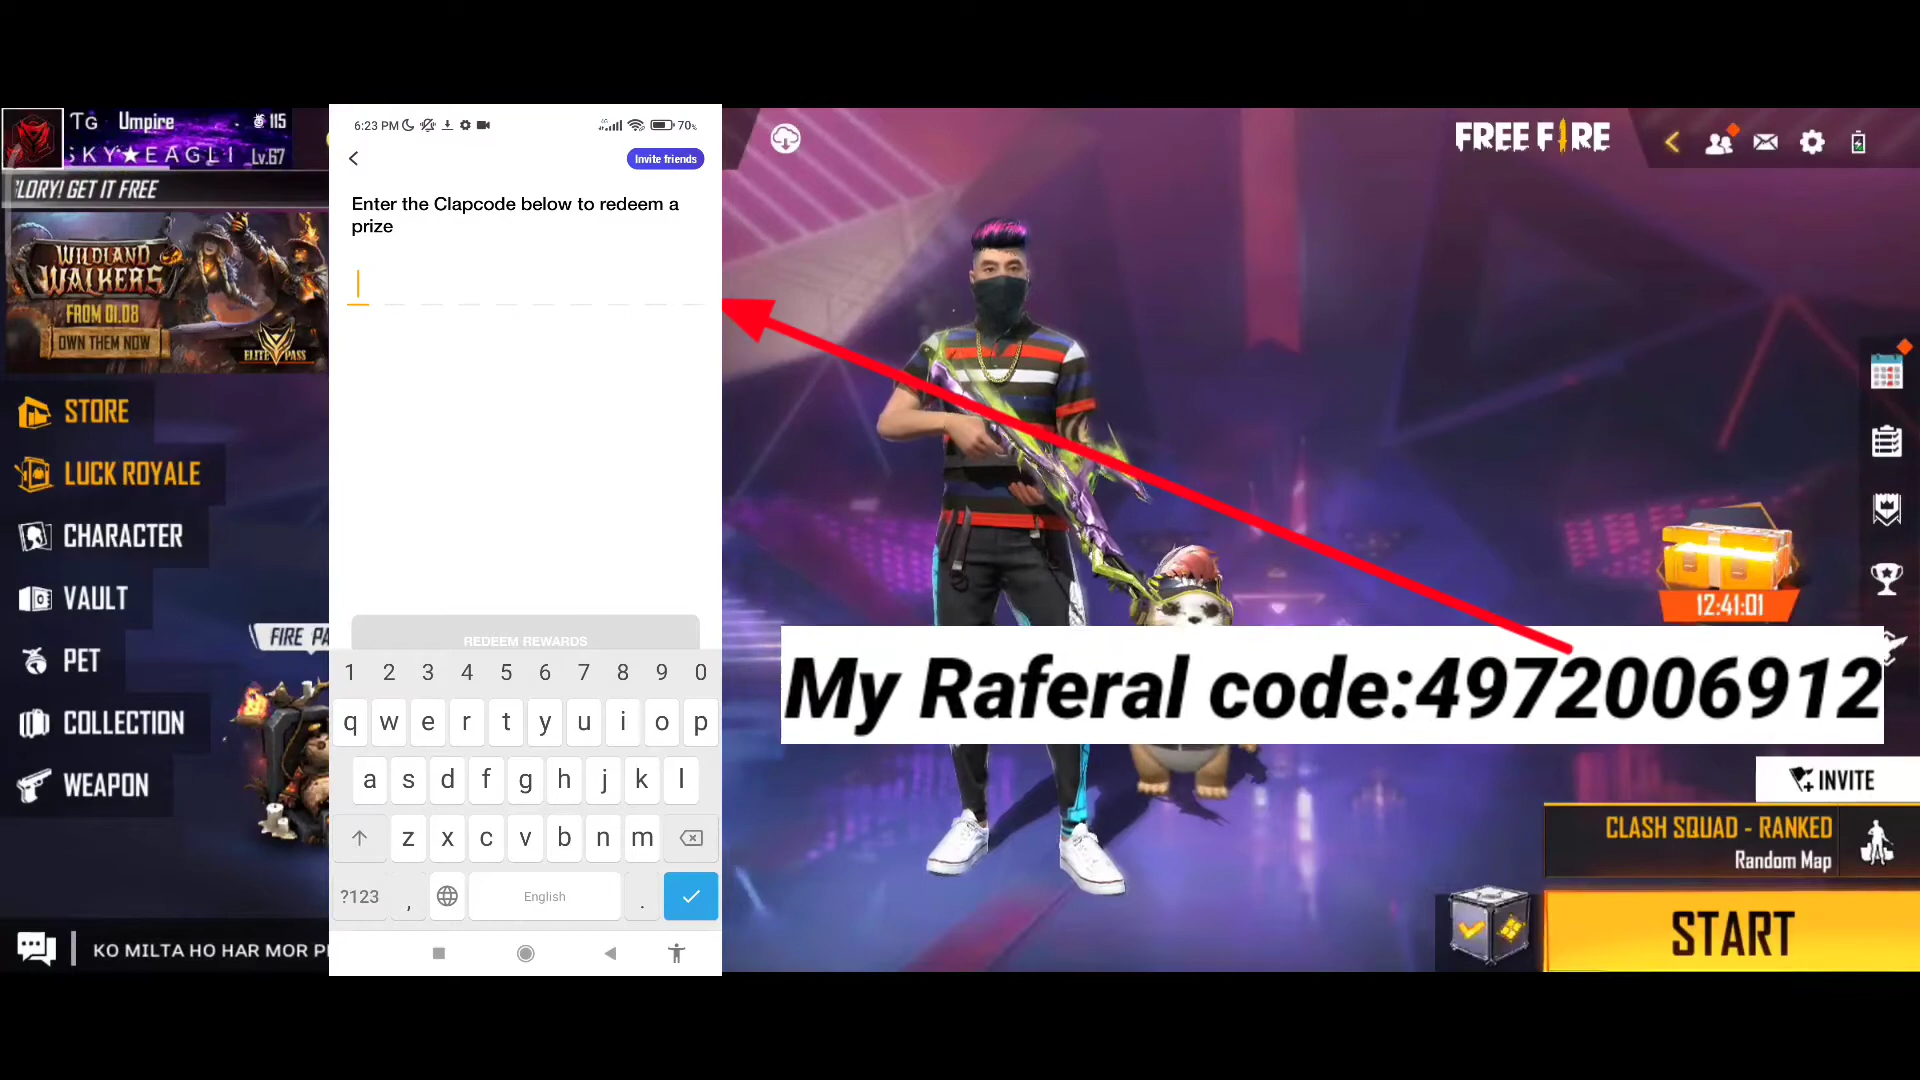 TG Umpire 115
SKY★EAGLI Lv.67
LORY! GET IT FREE
WILDLAND
WALKERS
FROM 01.08
OWN THEM NOW
ELITE PASS
STORE
LUCK ROYALE
CHARACTER
VAULT
PET
COLLECTION
WEAPON
FIRE PA
KO MILTA HO HAR MOR P
6:23 PM 4G 70%
Invite friends
Enter the Clapcode below to redeem a
prize
REDEEM REWARDS
1 2 3 4 5 6 7 8 9 0
q w e r t y u i o p
a s d f g h j k l
z x c v b n m
?123 , English .
FREE FIRE
12:41:01
My Raferal code:4972006912
INVITE
CLASH SQUAD - RANKED
Random Map
START